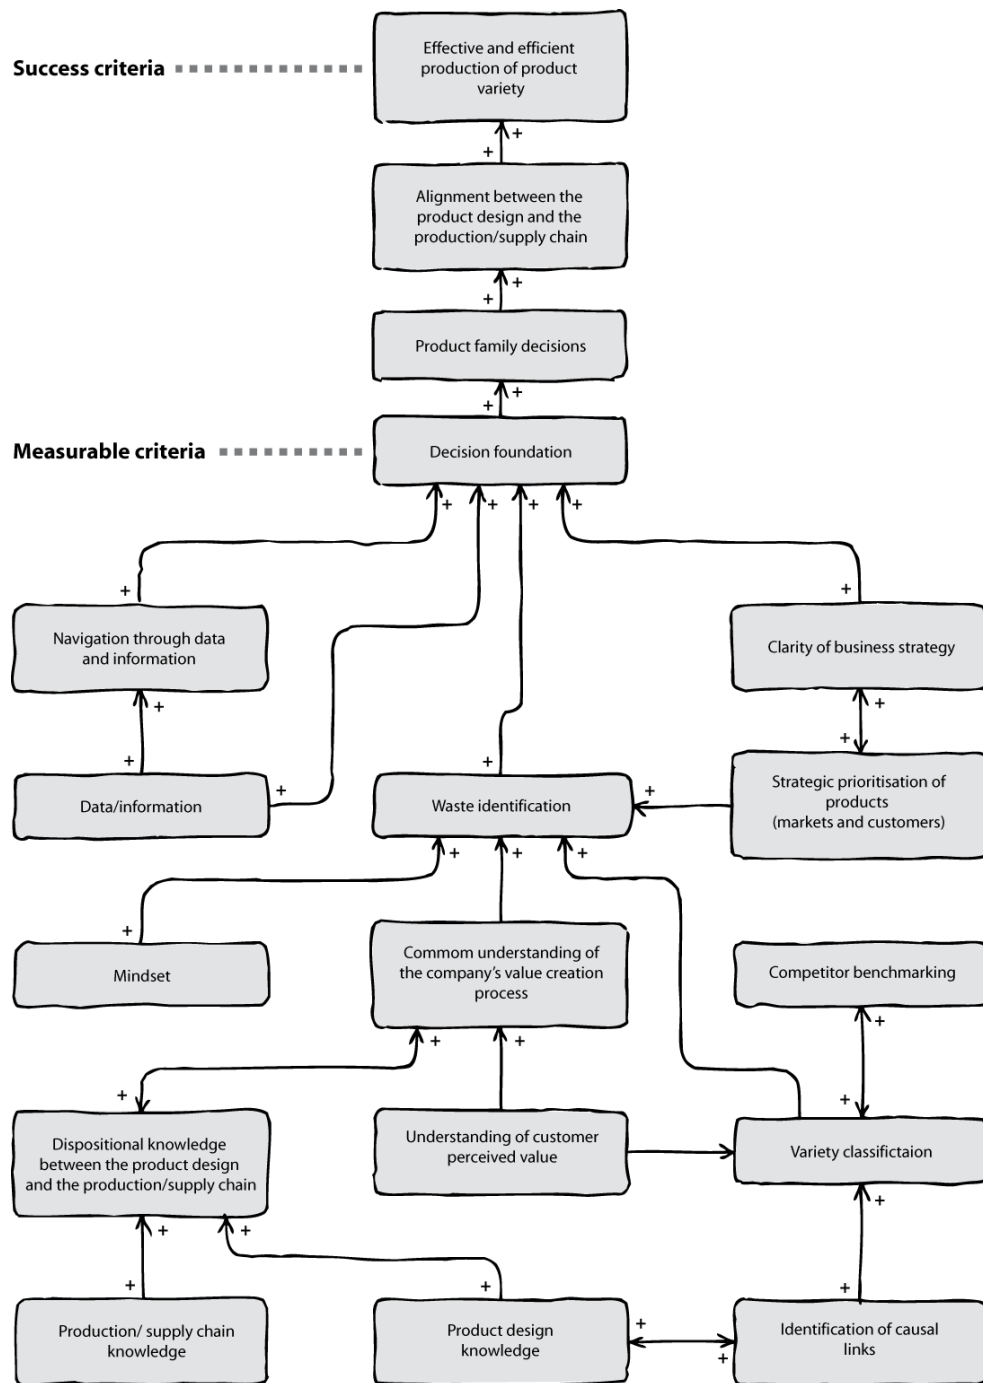 Success criteria
Effective and efficient
production of product
variety
+
+
Alignment between the
product design and the
production/supply chain
+
+
Product family decisions
+
+
Measurable criteria
Decision foundation
+
+
+
+
+
+
Navigation through data
and information
Clarity of business strategy
+
+
+
+
+
+
+
Data/information
Waste identification
Strategic prioritisation of
products
(markets and customers)
+
+
+
+
Mindset
Commom understanding of
the company's value creation
process
Competitor benchmarking
+
+
+
+
+
Dispositional knowledge
between the product design
and the production/supply chain
Understanding of customer
perceived value
Variety classifictaion
+
+
+
+
+
+
Production/ supply chain
knowledge
Product design
knowledge
+
+
Identification of causal
links